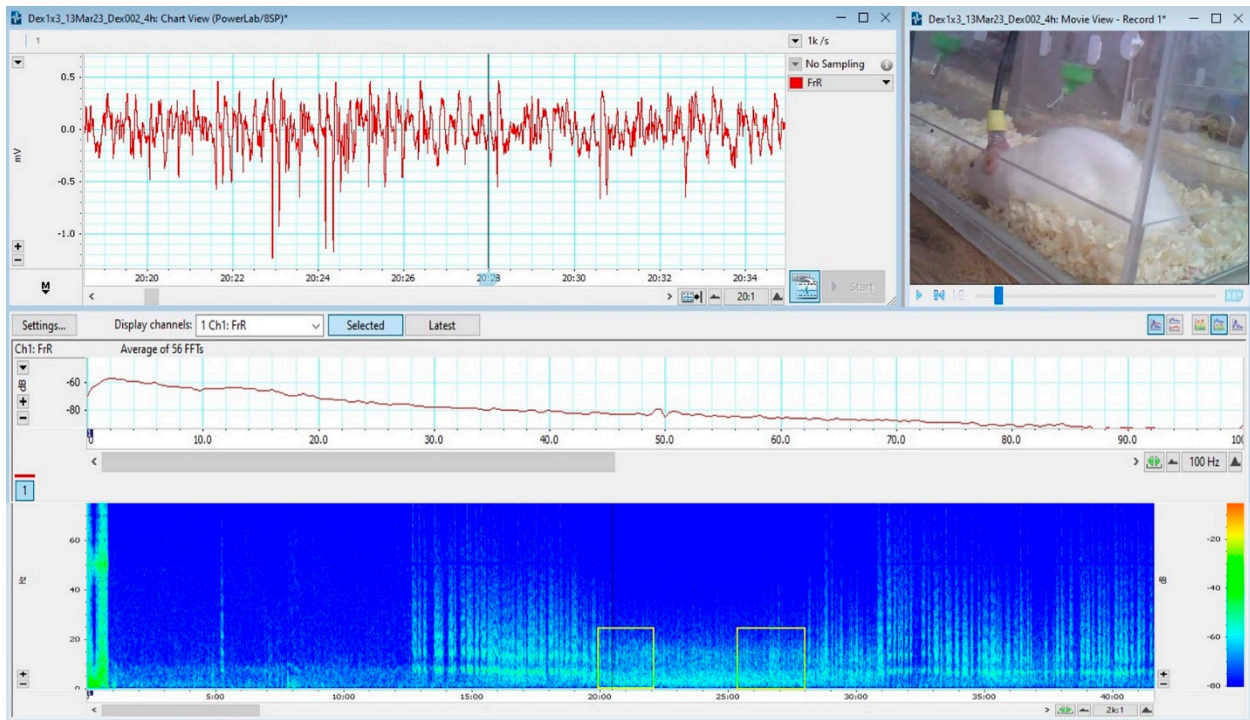 Dex1x3_13Mar23_Dex002_4h: Chart View (PowerLab/8SP)*
1
1k /s
No Sampling
FrR
mV
0.5
0.0
-0.5
-1.0
M
20:20 20:22 20:24 20:26 20:28 20:30 20:32 20:34
20:1
Start
Dex1x3_13Mar23_Dex002_4h: Movie View - Record 1*
Settings...
Display channels: 1 Ch1: FrR
Selected
Latest
Ch1: FrR
Average of 56 FFTs
dB
-60
-80
0 10.0 20.0 30.0 40.0 50.0 60.0 70.0 80.0 90.0 100
100 Hz
1
Hz
60
40
20
0
5:00 10:00 15:00 20:00 25:00 30:00 35:00 40:00
2k:1
dB
-20
-40
-60
-80